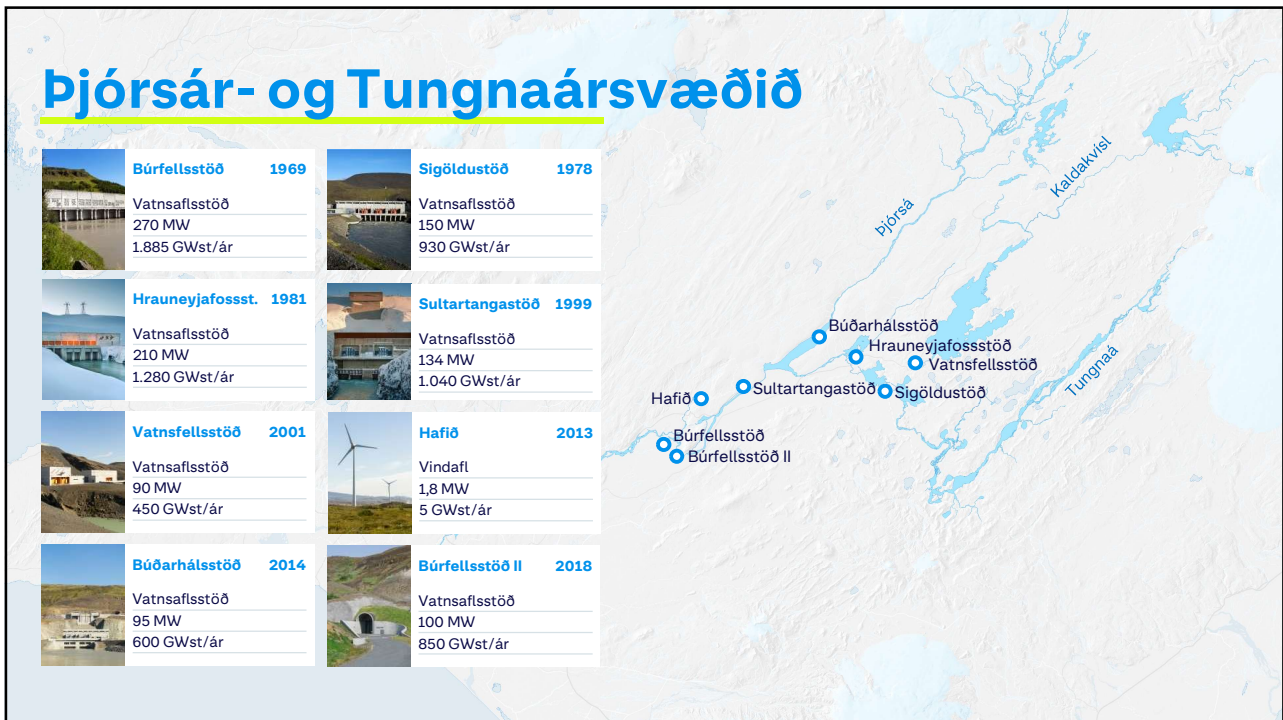 Þjórsár- og Tungnaársvæðið
Búrfellsstöð 1969
Vatnsaflsstöð
270 MW
1.885 GWst/ár
Sigöldustöð 1978
Vatnsaflsstöð
150 MW
930 GWst/ár
Hrauneyjafossst. 1981
Vatnsaflsstöð
210 MW
1.280 GWst/ár
Sultartangastöð 1999
Vatnsaflsstöð
134 MW
1.040 GWst/ár
Vatnsfellsstöð 2001
Vatnsaflsstöð
90 MW
450 GWst/ár
Hafið 2013
Vindafl
1,8 MW
5 GWst/ár
Búðarhálsstöð 2014
Vatnsaflsstöð
95 MW
600 GWst/ár
Búrfellsstöð II 2018
Vatnsaflsstöð
100 MW
850 GWst/ár
Kaldakvísl
Þjórsá
Búðarhálsstöð
Hrauneyjafossstöð
Vatnsfellsstöð
Tungnaá
Sultartangastöð
Sigöldustöð
Hafið
Búrfellsstöð
Búrfellsstöð II